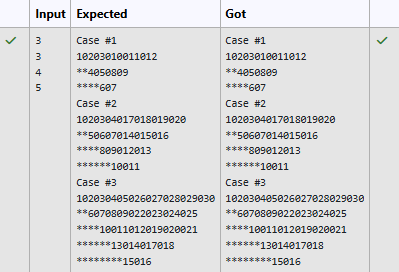 Input Expected Got
3 Case #1 Case #1
3 10203010011012 10203010011012
4 **4050809 **4050809
5 ****607 ****607
Case #2 Case #2
1020304017018019020 1020304017018019020
**50607014015016 **50607014015016
****809012013 ****809012013
******10011 ******10011
Case #3 Case #3
102030405026027028029030 102030405026027028029030
**6070809022023024025 **6070809022023024025
****10011012019020021 ****10011012019020021
******13014017018 ******13014017018
********15016 ********15016